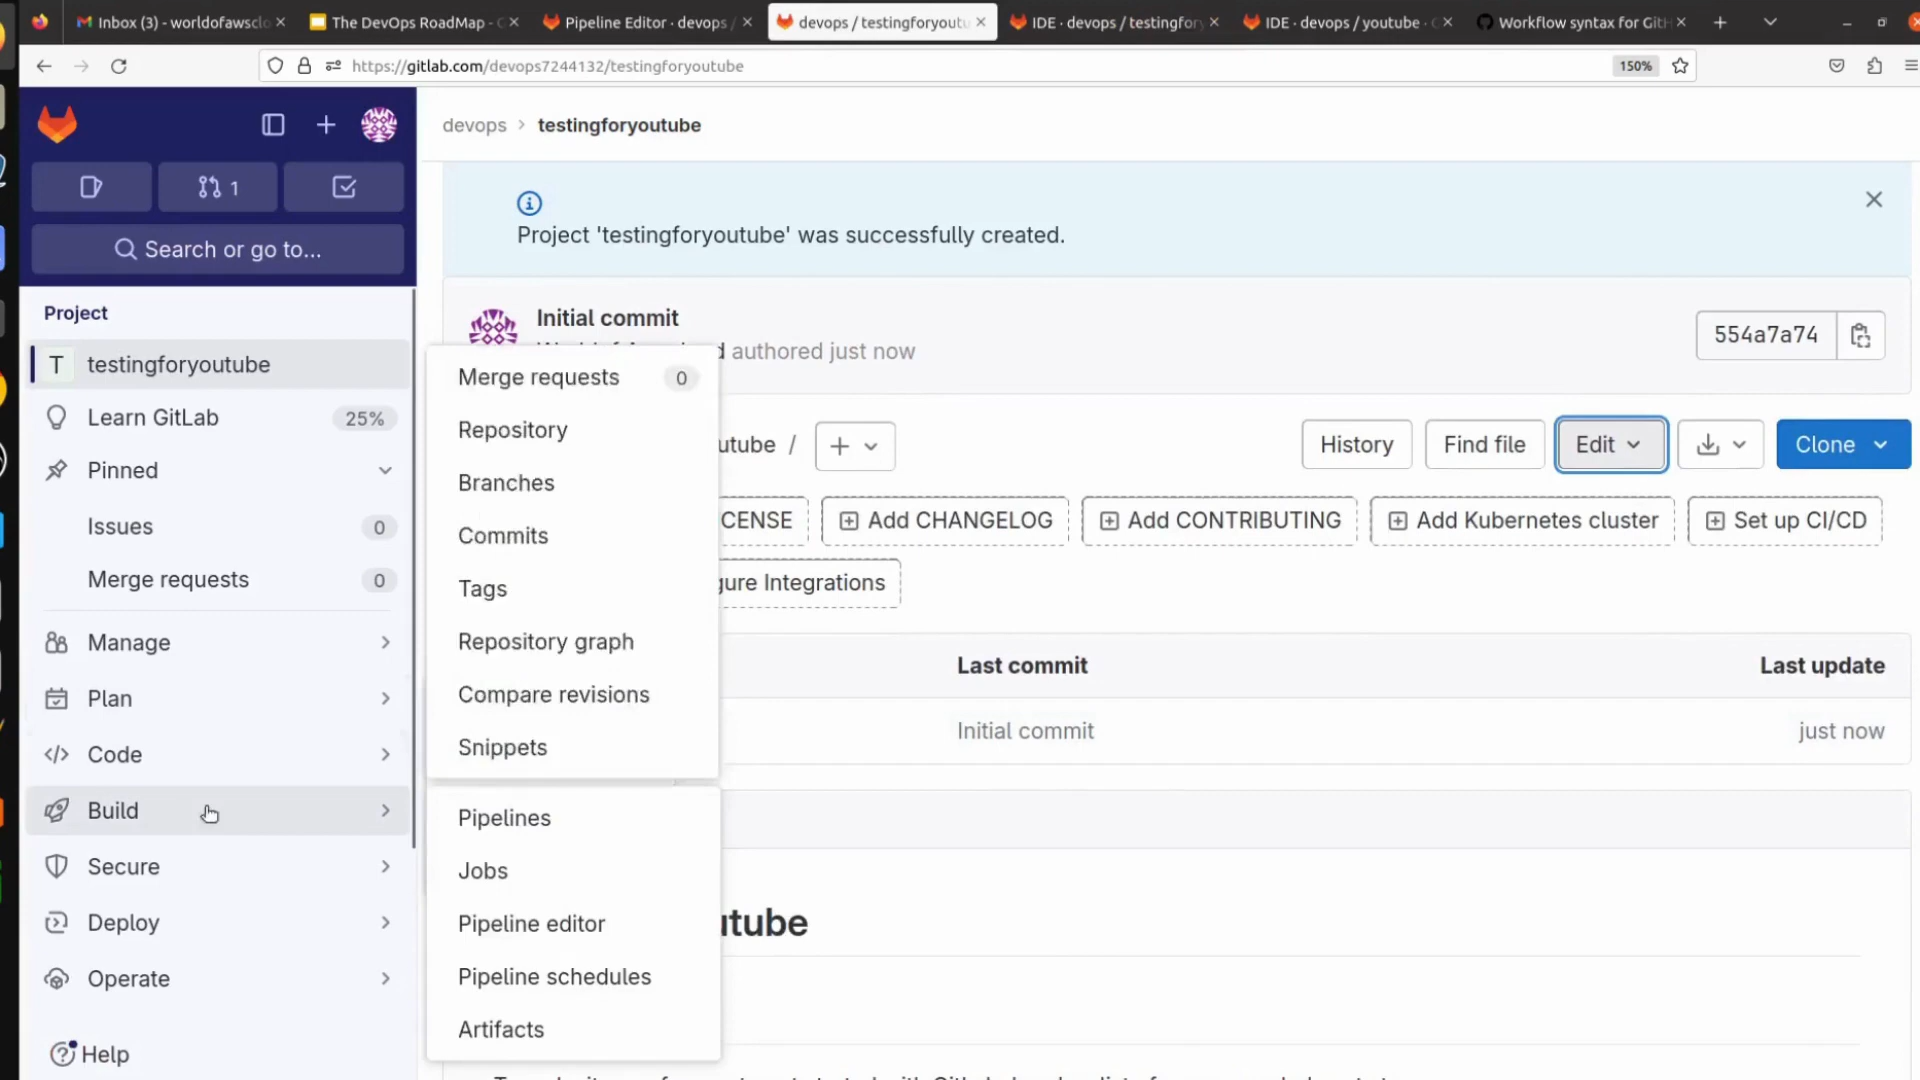 Inbox (3) - worldofawsclo
The DevOps RoadMap -
Pipeline Editor · devops /
devops / testingforyoutu
IDE · devops / testingfor
IDE · devops / youtube ·
Workflow syntax for GitH
https://gitlab.com/devops7244132/testingforyoutube
150%
1
Search or go to...
Project
T testingforyoutube
Learn GitLab 25%
Pinned
Issues 0
Merge requests 0
Manage
Plan
Code
Build
Secure
Deploy
Operate
Help
Merge requests 0
Repository
Branches
Commits
Tags
Repository graph
Compare revisions
Snippets
Pipelines
Jobs
Pipeline editor
Pipeline schedules
Artifacts
devops > testingforyoutube
Project 'testingforyoutube' was successfully created.
Initial commit
authored just now
554a7a74
utube /
History
Find file
Edit
Clone
CENSE
Add CHANGELOG
Add CONTRIBUTING
Add Kubernetes cluster
Set up CI/CD
gure Integrations
Last commit
Last update
Initial commit
just now
utube